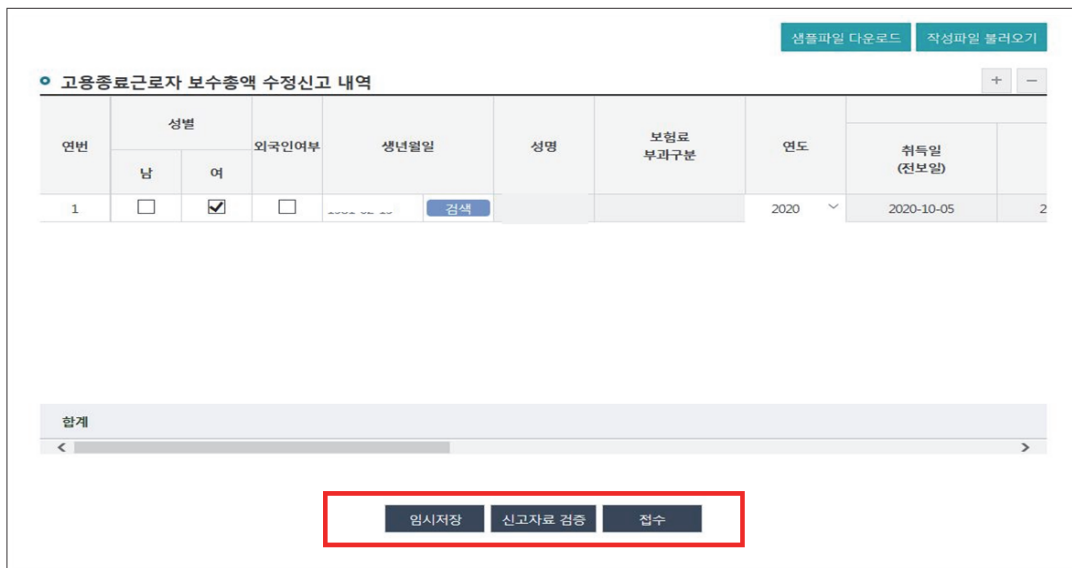 샘플파일 다운로드 작성파일 불러오기
고용종료근로자 보수총액 수정신고 내역 + −
연번 성별 외국인여부 생년월일 성명 보험료 부과구분 연도 취득일 (전보일)
남 여
1 검색 2020 2020-10-05 2
합계
임시저장 신고자료 검증 접수